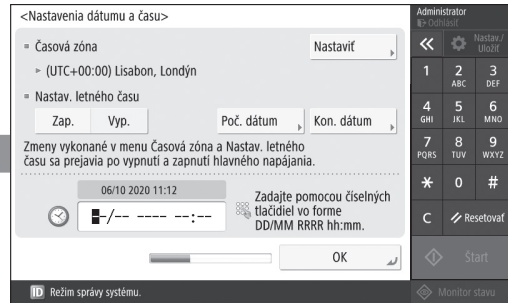 <Nastavenia dátumu a času>
Časová zóna
Nastaviť
(UTC+00:00) Lisabon, Londýn
Nastav. letného času
Zap.
Vyp.
Poč. dátum
Kon. dátum
Zmeny vykonané v menu Časová zóna a Nastav. letného
času sa prejavia po vypnutí a zapnutí hlavného napájania.
06/10 2020 11:12
-/-- ---- --:--
Zadajte pomocou číselných
tlačidiel vo forme
DD/MM RRRR hh:mm.
OK
ID Režim správy systému.
Administrator
Odhlásiť
Nastav./
Uložiť
1
2
ABC
3
DEF
4
GHI
5
JKL
6
MNO
7
PQRS
8
TUV
9
WXYZ
0
#
C
Resetovať
Štart
Monitor stavu